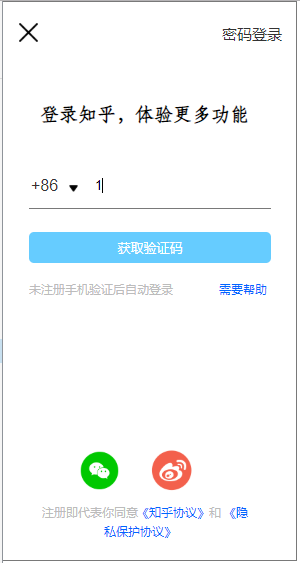 密码登录
登录知乎，体验更多功能
+86 1
获取验证码
未注册手机验证后自动登录 需要帮助
注册即代表你同意《知乎协议》和 《隐
私保护协议》